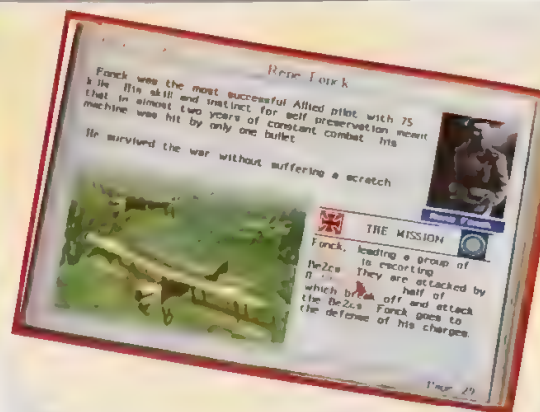 Rene Fonck
Fonck was the most successful Allied pilot with 75
kills His skill and instinct for self preservation meant
that in almost two years of constant combat his
machine was hit by only one bullet
He survived the war without suffering a scratch
Rene Fonck
THE MISSION
Fonck, leading a group of
is escorting
Be2cs They are attacked by
half of
which break off and attack
the Be2cs Fonck goes to
the defense of his charges.
Page 29